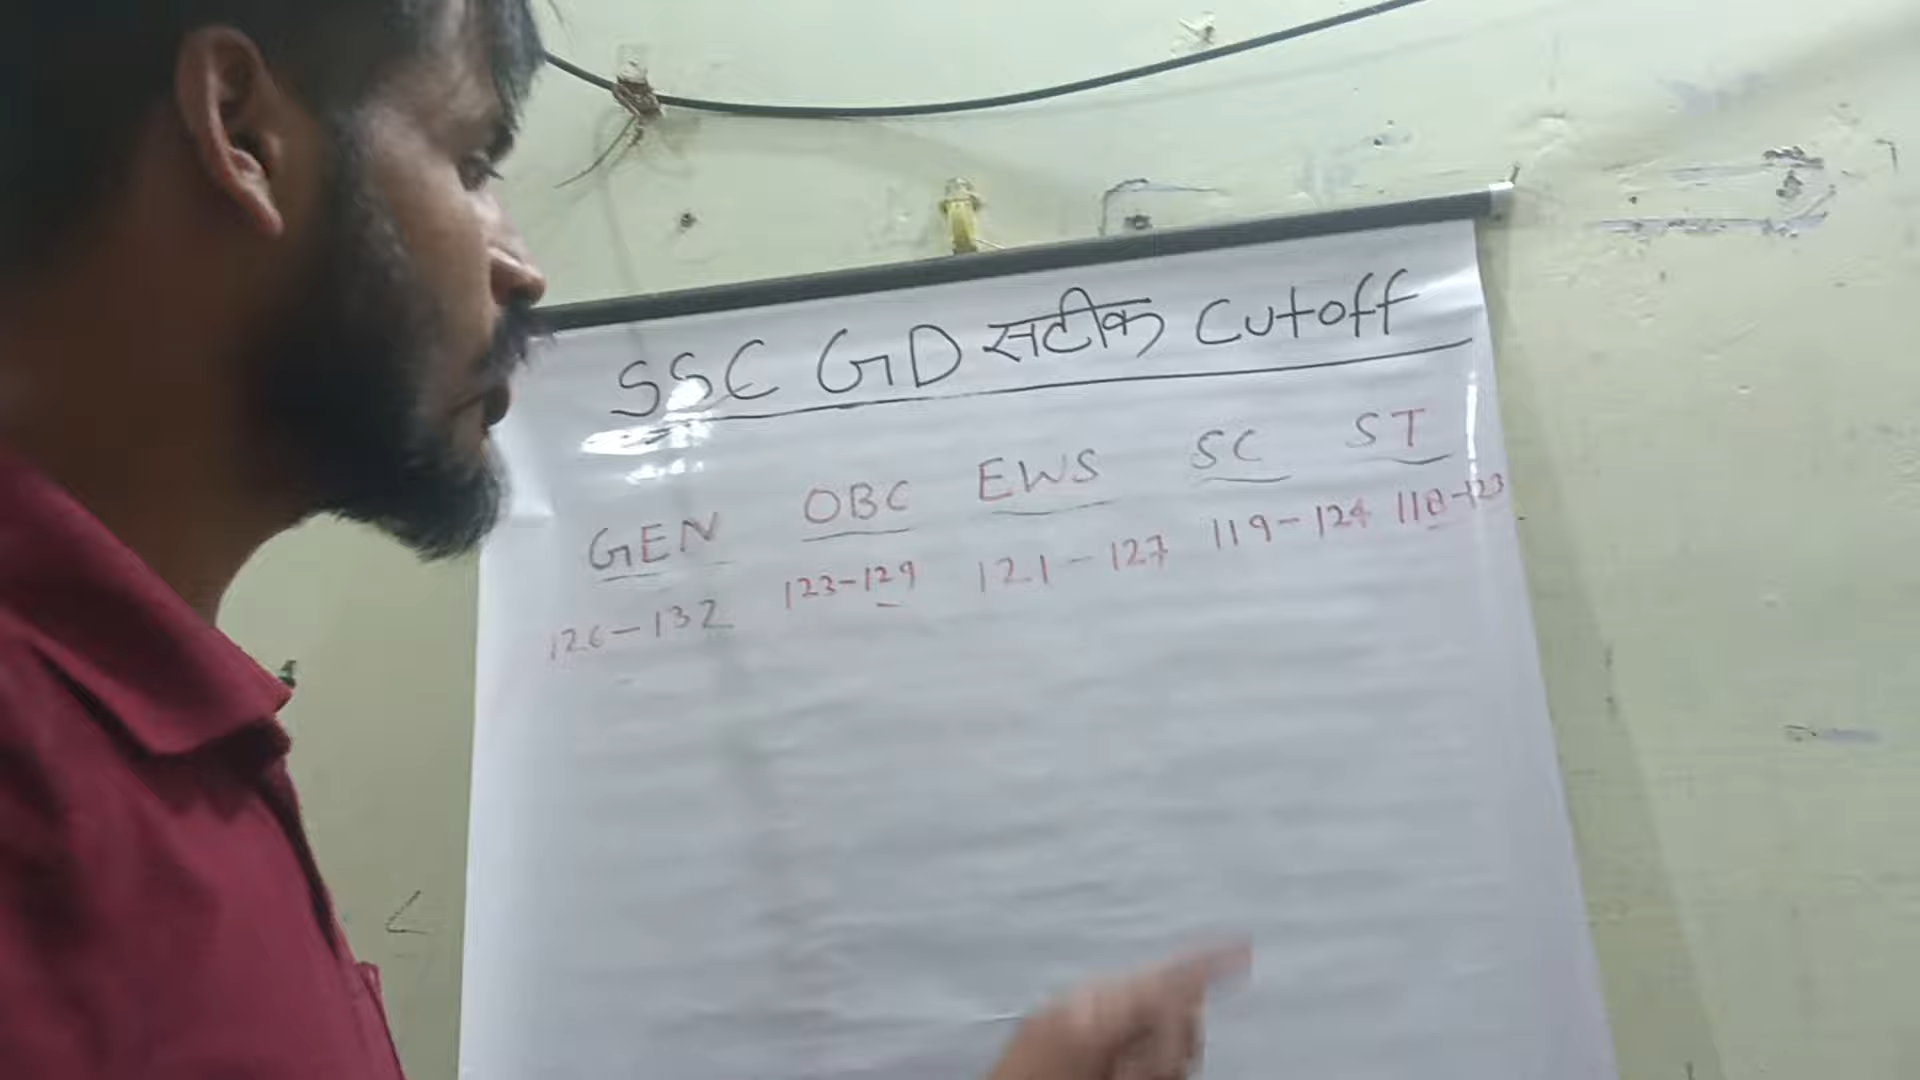 SSC GD सटीक Cutoff
GEN OBC EWS SC ST
126-132 123-129 121-127 119-124 118-123